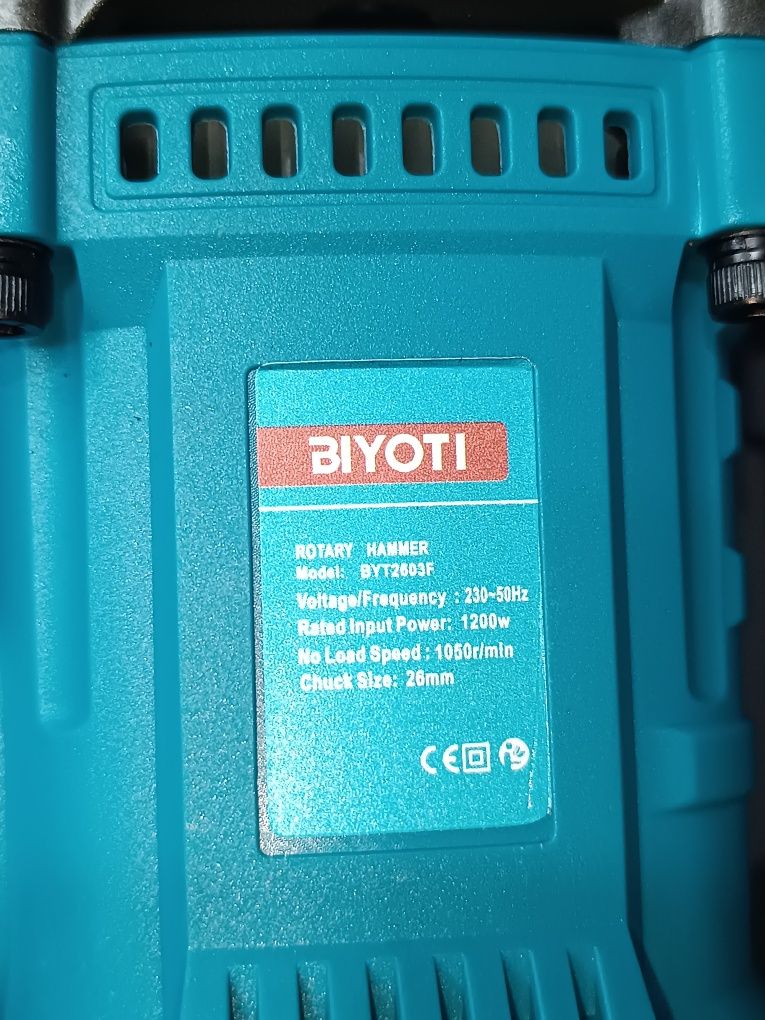 BIYOTI
ROTARY HAMMER
Model: BYT2603F
Voltage/Frequency : 230~50Hz
Rated Input Power: 1200w
No Load Speed : 1050r/min
Chuck Size: 26mm
CE